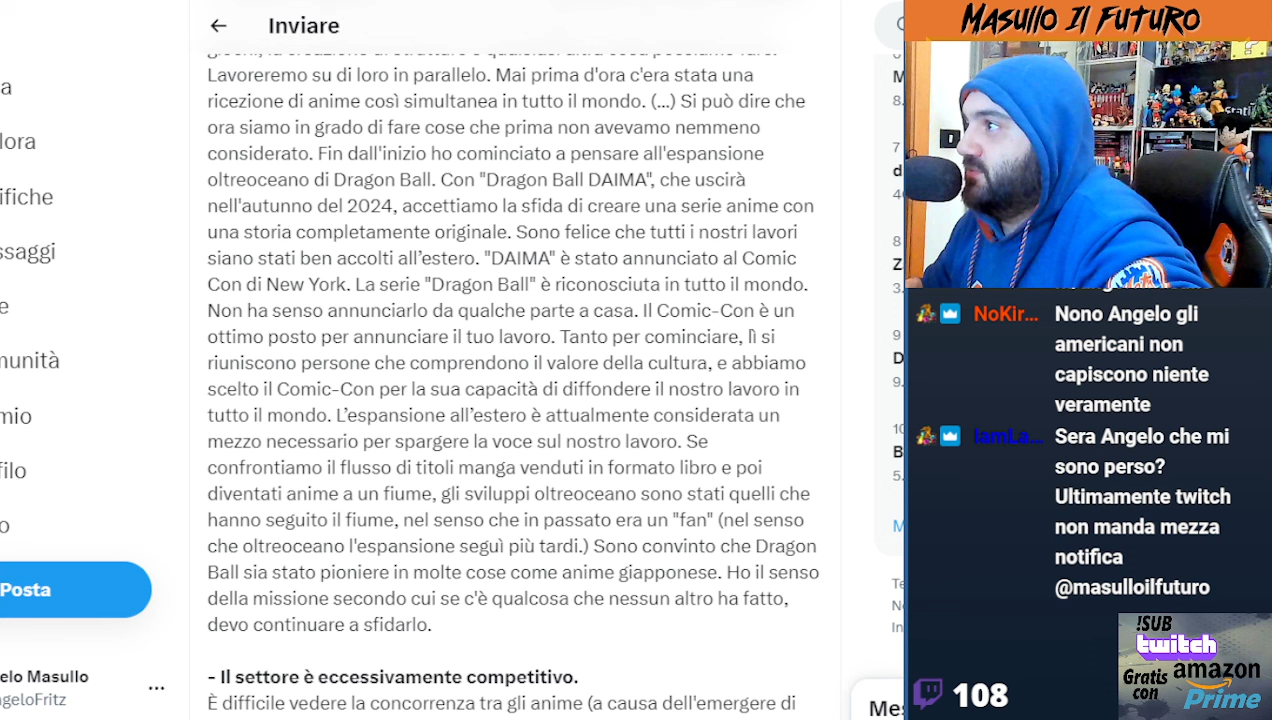 ← Inviare
Lavoreremo su di loro in parallelo. Mai prima d'ora c'era stata una
ricezione di anime così simultanea in tutto il mondo. (...) Si può dire che
ora siamo in grado di fare cose che prima non avevamo nemmeno
considerato. Fin dall'inizio ho cominciato a pensare all'espansione
oltreoceano di Dragon Ball. Con "Dragon Ball DAIMA", che uscirà
nell'autunno del 2024, accettiamo la sfida di creare una serie anime con
una storia completamente originale. Sono felice che tutti i nostri lavori
siano stati ben accolti all’estero. "DAIMA" è stato annunciato al Comic
Con di New York. La serie "Dragon Ball" è riconosciuta in tutto il mondo.
Non ha senso annunciarlo da qualche parte a casa. Il Comic-Con è un
ottimo posto per annunciare il tuo lavoro. Tanto per cominciare, lì si
riuniscono persone che comprendono il valore della cultura, e abbiamo
scelto il Comic-Con per la sua capacità di diffondere il nostro lavoro in
tutto il mondo. L’espansione all’estero è attualmente considerata un
mezzo necessario per spargere la voce sul nostro lavoro. Se
confrontiamo il flusso di titoli manga venduti in formato libro e poi
diventati anime a un fiume, gli sviluppi oltreoceano sono stati quelli che
hanno seguito il fiume, nel senso che in passato era un "fan" (nel senso
che oltreoceano l'espansione seguì più tardi.) Sono convinto che Dragon
Ball sia stato pioniere in molte cose come anime giapponese. Ho il senso
della missione secondo cui se c'è qualcosa che nessun altro ha fatto,
devo continuare a sfidarlo.
- Il settore è eccessivamente competitivo.
È difficile vedere la concorrenza tra gli anime (a causa dell'emergere di
a
lora
ifiche
ssaggi
e
munità
mio
filo
o
Posta
elo Masullo
geloFritz
...
Mes
MASULLO IL FUTURO
NoKir... Nono Angelo gli
americani non
capiscono niente
veramente
IamLa... Sera Angelo che mi
sono perso?
Ultimamente twitch
non manda mezza
notifica
@masulloilfuturo
108
!SUB
twitch
Gratis
con
amazon
Prime